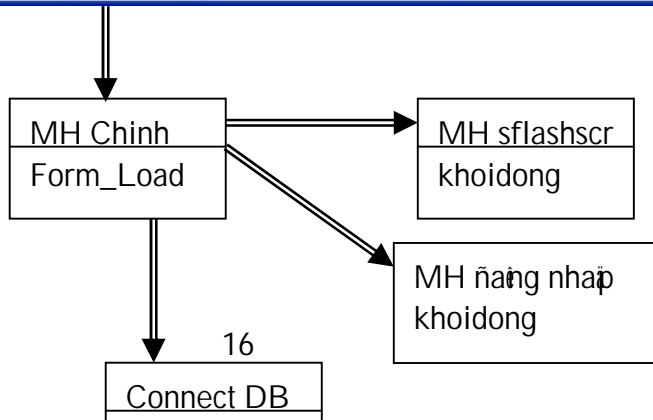 MH Chinh
Form_Load
MH sflashscr
khoidong
MH ñaêng nhaäp
khoidong
16
Connect DB